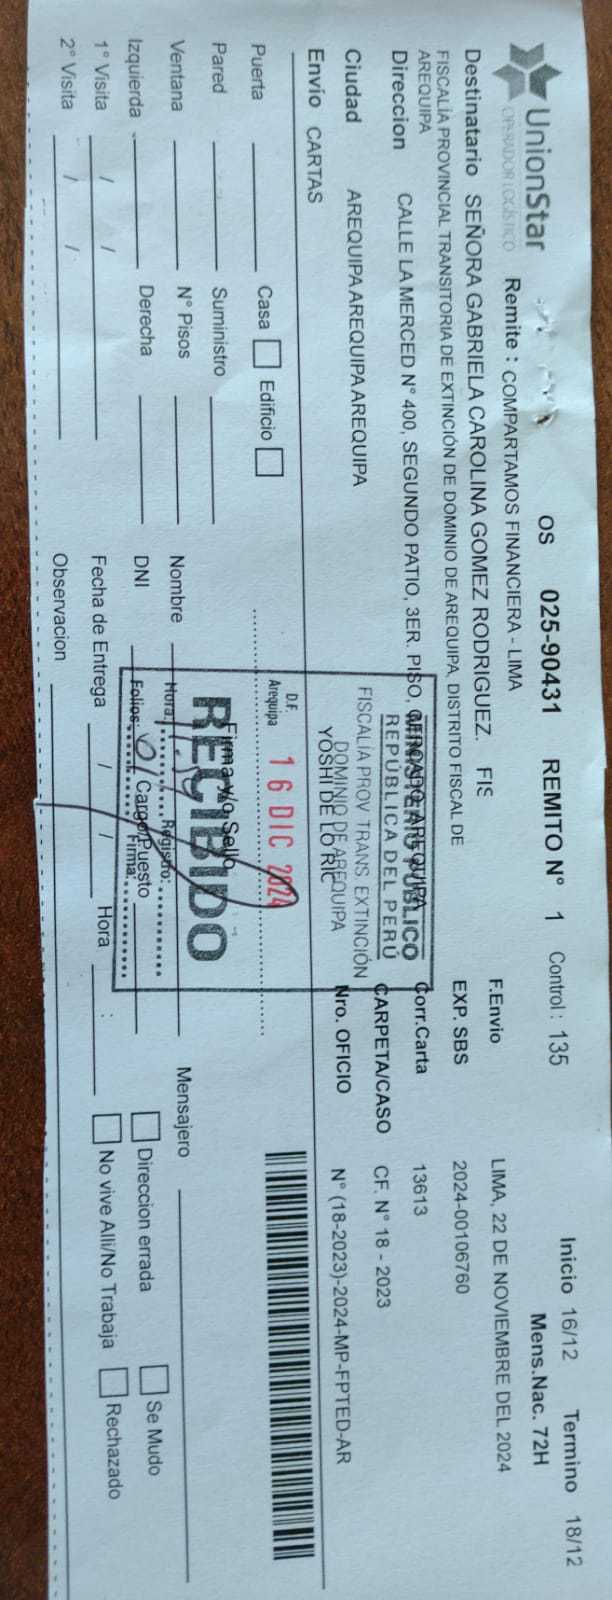 UnionStar
OPERADOR LOGÍSTICO
OS 025-90431 REMITO N° 1 Control : 135
Inicio 16/12 Termino 18/12
Mens.Nac. 72H
Remite : COMPARTAMOS FINANCIERA - LIMA
F.Envio LIMA, 22 DE NOVIEMBRE DEL 2024
Destinatario SEÑORA GABRIELA CAROLINA GOMEZ RODRIGUEZ. FIS
EXP. SBS 2024-00106760
FISCALÍA PROVINCIAL TRANSITORIA DE EXTINCIÓN DE DOMINIO DE AREQUIPA, DISTRITO FISCAL DE
AREQUIPA
Corr.Carta 13613
Direccion CALLE LA MERCED N° 400, SEGUNDO PATIO, 3ER. PISO, AREQUIPA
CARPETA/CASO CF. N° 18 - 2023
Ciudad AREQUIPAAREQUIPAAREQUIPA
YOSHI DE LO RIC
Nro. OFICIO N° (18-2023)-2024-MP-FPTED-AR
Envío CARTAS
MINISTERIO PÚBLICO
REPÚBLICA DEL PERÚ
FISCALÍA PROV. TRANS. EXTINCIÓN
DOMINIO DE AREQUIPA
D.F.
Arequipa 16 DIC 2024
RECIBIDO
Hora: Registro:
Folios: 01 Firma:
Puerta Casa Edificio
Firma y/o Sello
Pared Suministro
Mensajero
Ventana N° Pisos Nombre
Izquierda Derecha DNI Cargo/Puesto
Direccion errada Se Mudo
1° Visita / / Fecha de Entrega / / Hora :
No vive Alli/No Trabaja Rechazado
2° Visita / / Observacion